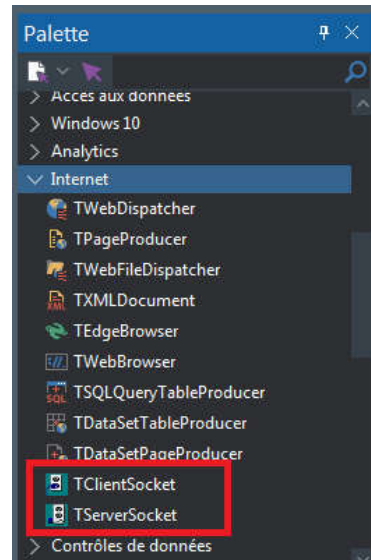 Palette
Accès aux données
Windows 10
Analytics
Internet
TWebDispatcher
TPageProducer
TWebFileDispatcher
TXMLDocument
TEdgeBrowser
TWebBrowser
TSQLQueryTableProducer
TDataSetTableProducer
TDataSetPageProducer
TClientSocket
TServerSocket
Contrôles de données